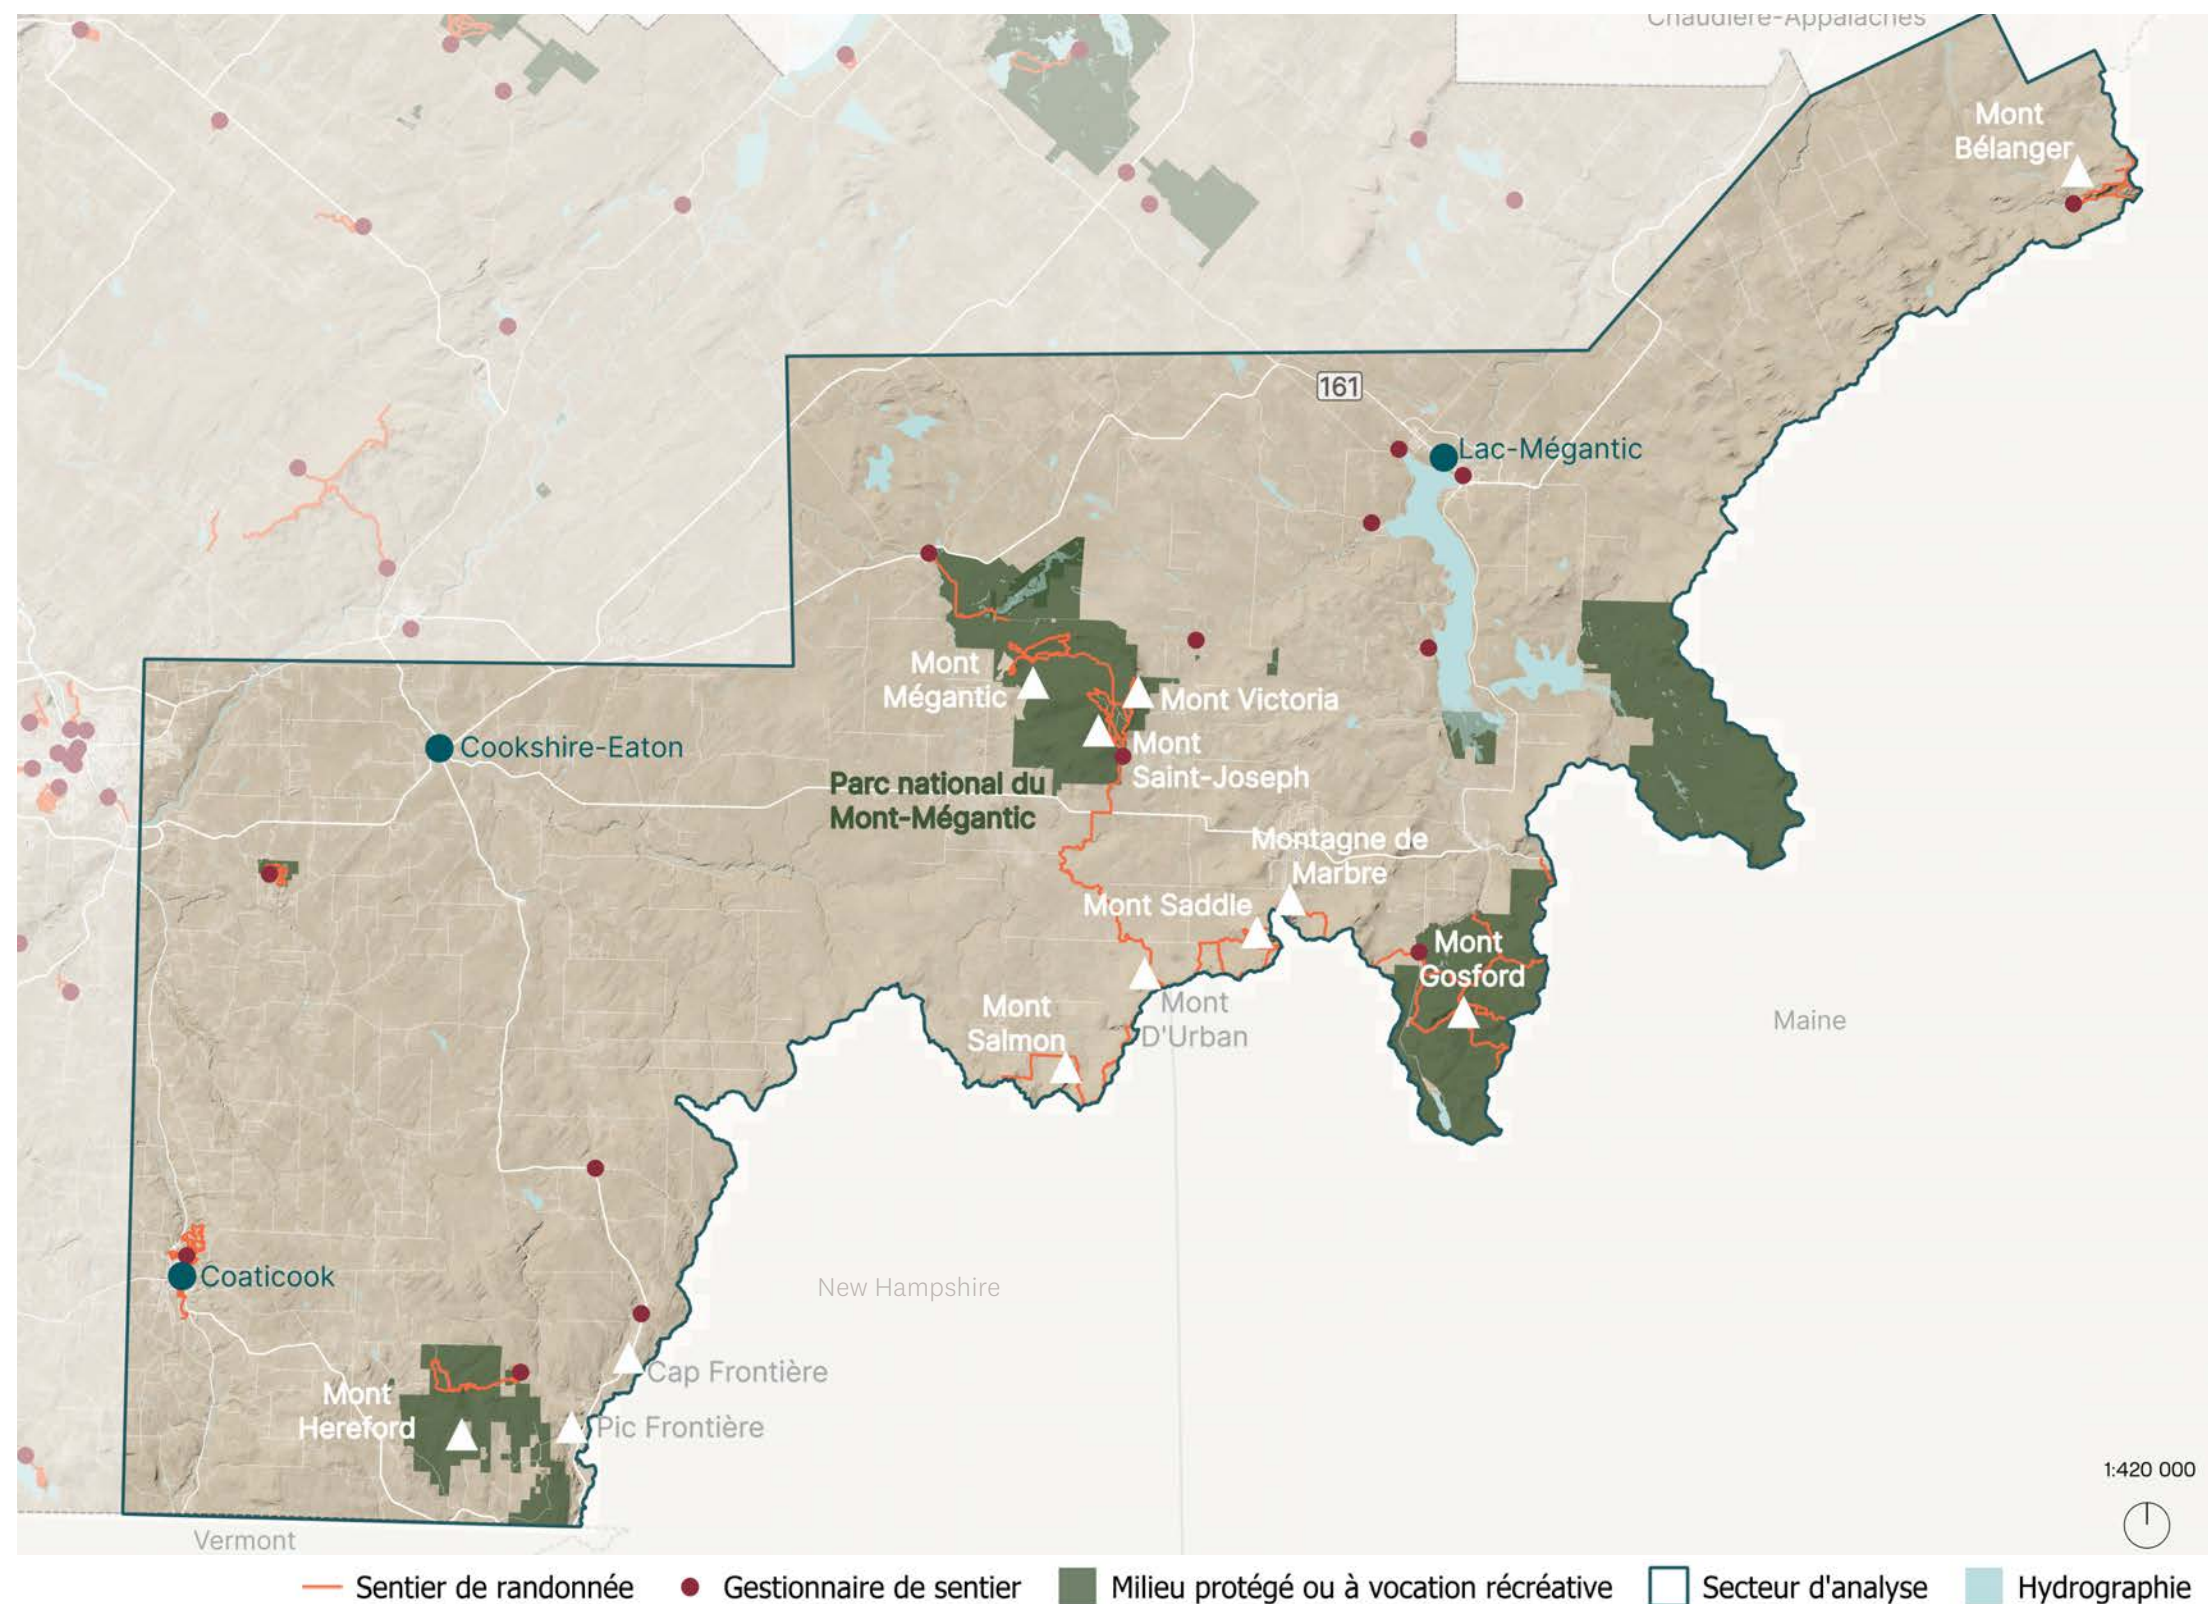 Chaudière-Appalaches
Mont
Bélanger
161
Lac-Mégantic
Mont
Mégantic
Mont Victoria
Cookshire-Eaton
Mont
Saint-Joseph
Parc national du
Mont-Mégantic
Montagne de
Marbre
Mont Saddle
Mont
Gosford
Mont
Salmon
Mont
D'Urban
Maine
Coaticook
New Hampshire
Cap Frontière
Mont
Hereford
Pic Frontière
1:420 000
Vermont
Sentier de randonnée
Gestionnaire de sentier
Milieu protégé ou à vocation récréative
Secteur d'analyse
Hydrographie